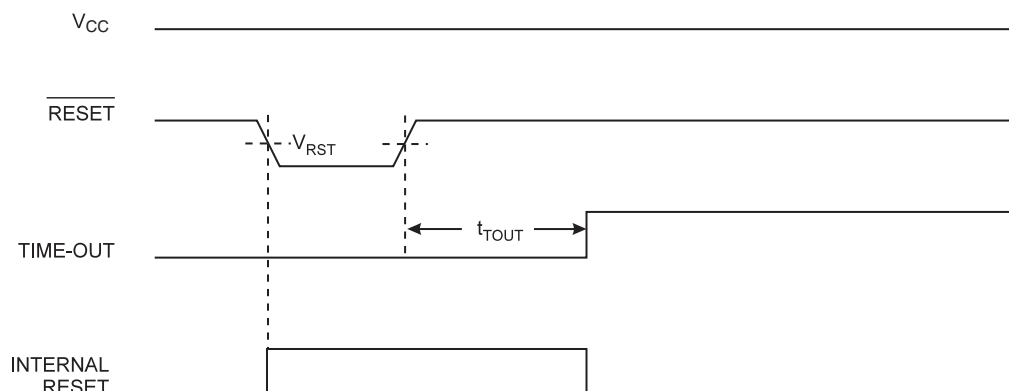 VCC
RESET
VRST
tTOUT
TIME-OUT
INTERNAL
RESET